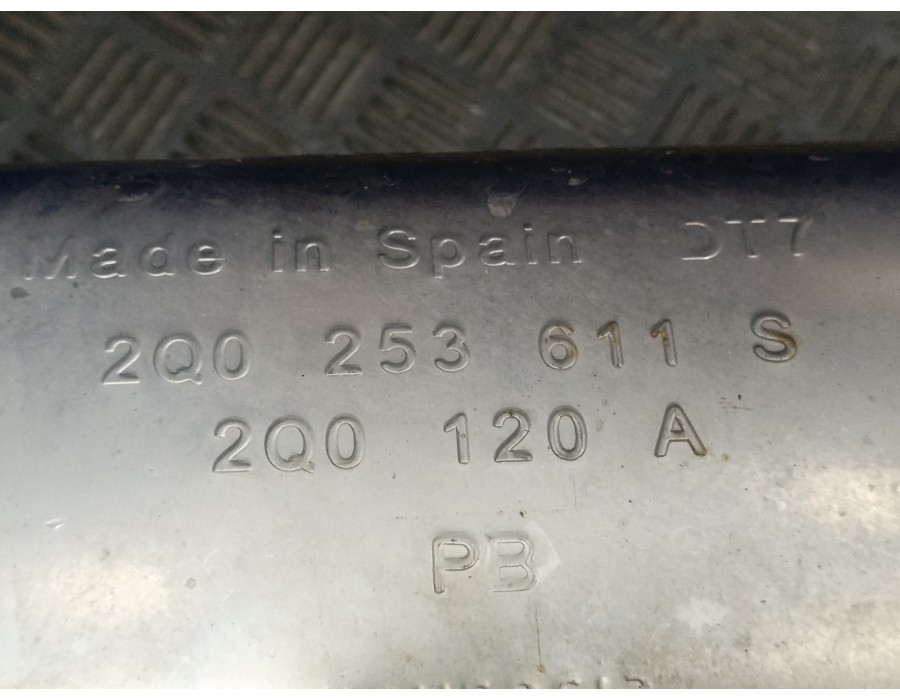 Made in Spain DT7
2Q0 253 611 S
2Q0 120 A
PB